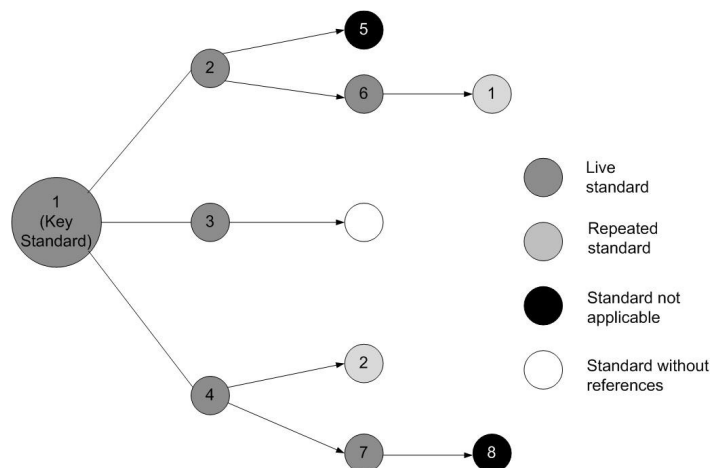 5
2
6
1
1
(Key
Standard)
3
Live
standard
Repeated
standard
Standard not
applicable
Standard without
references
2
4
7
8